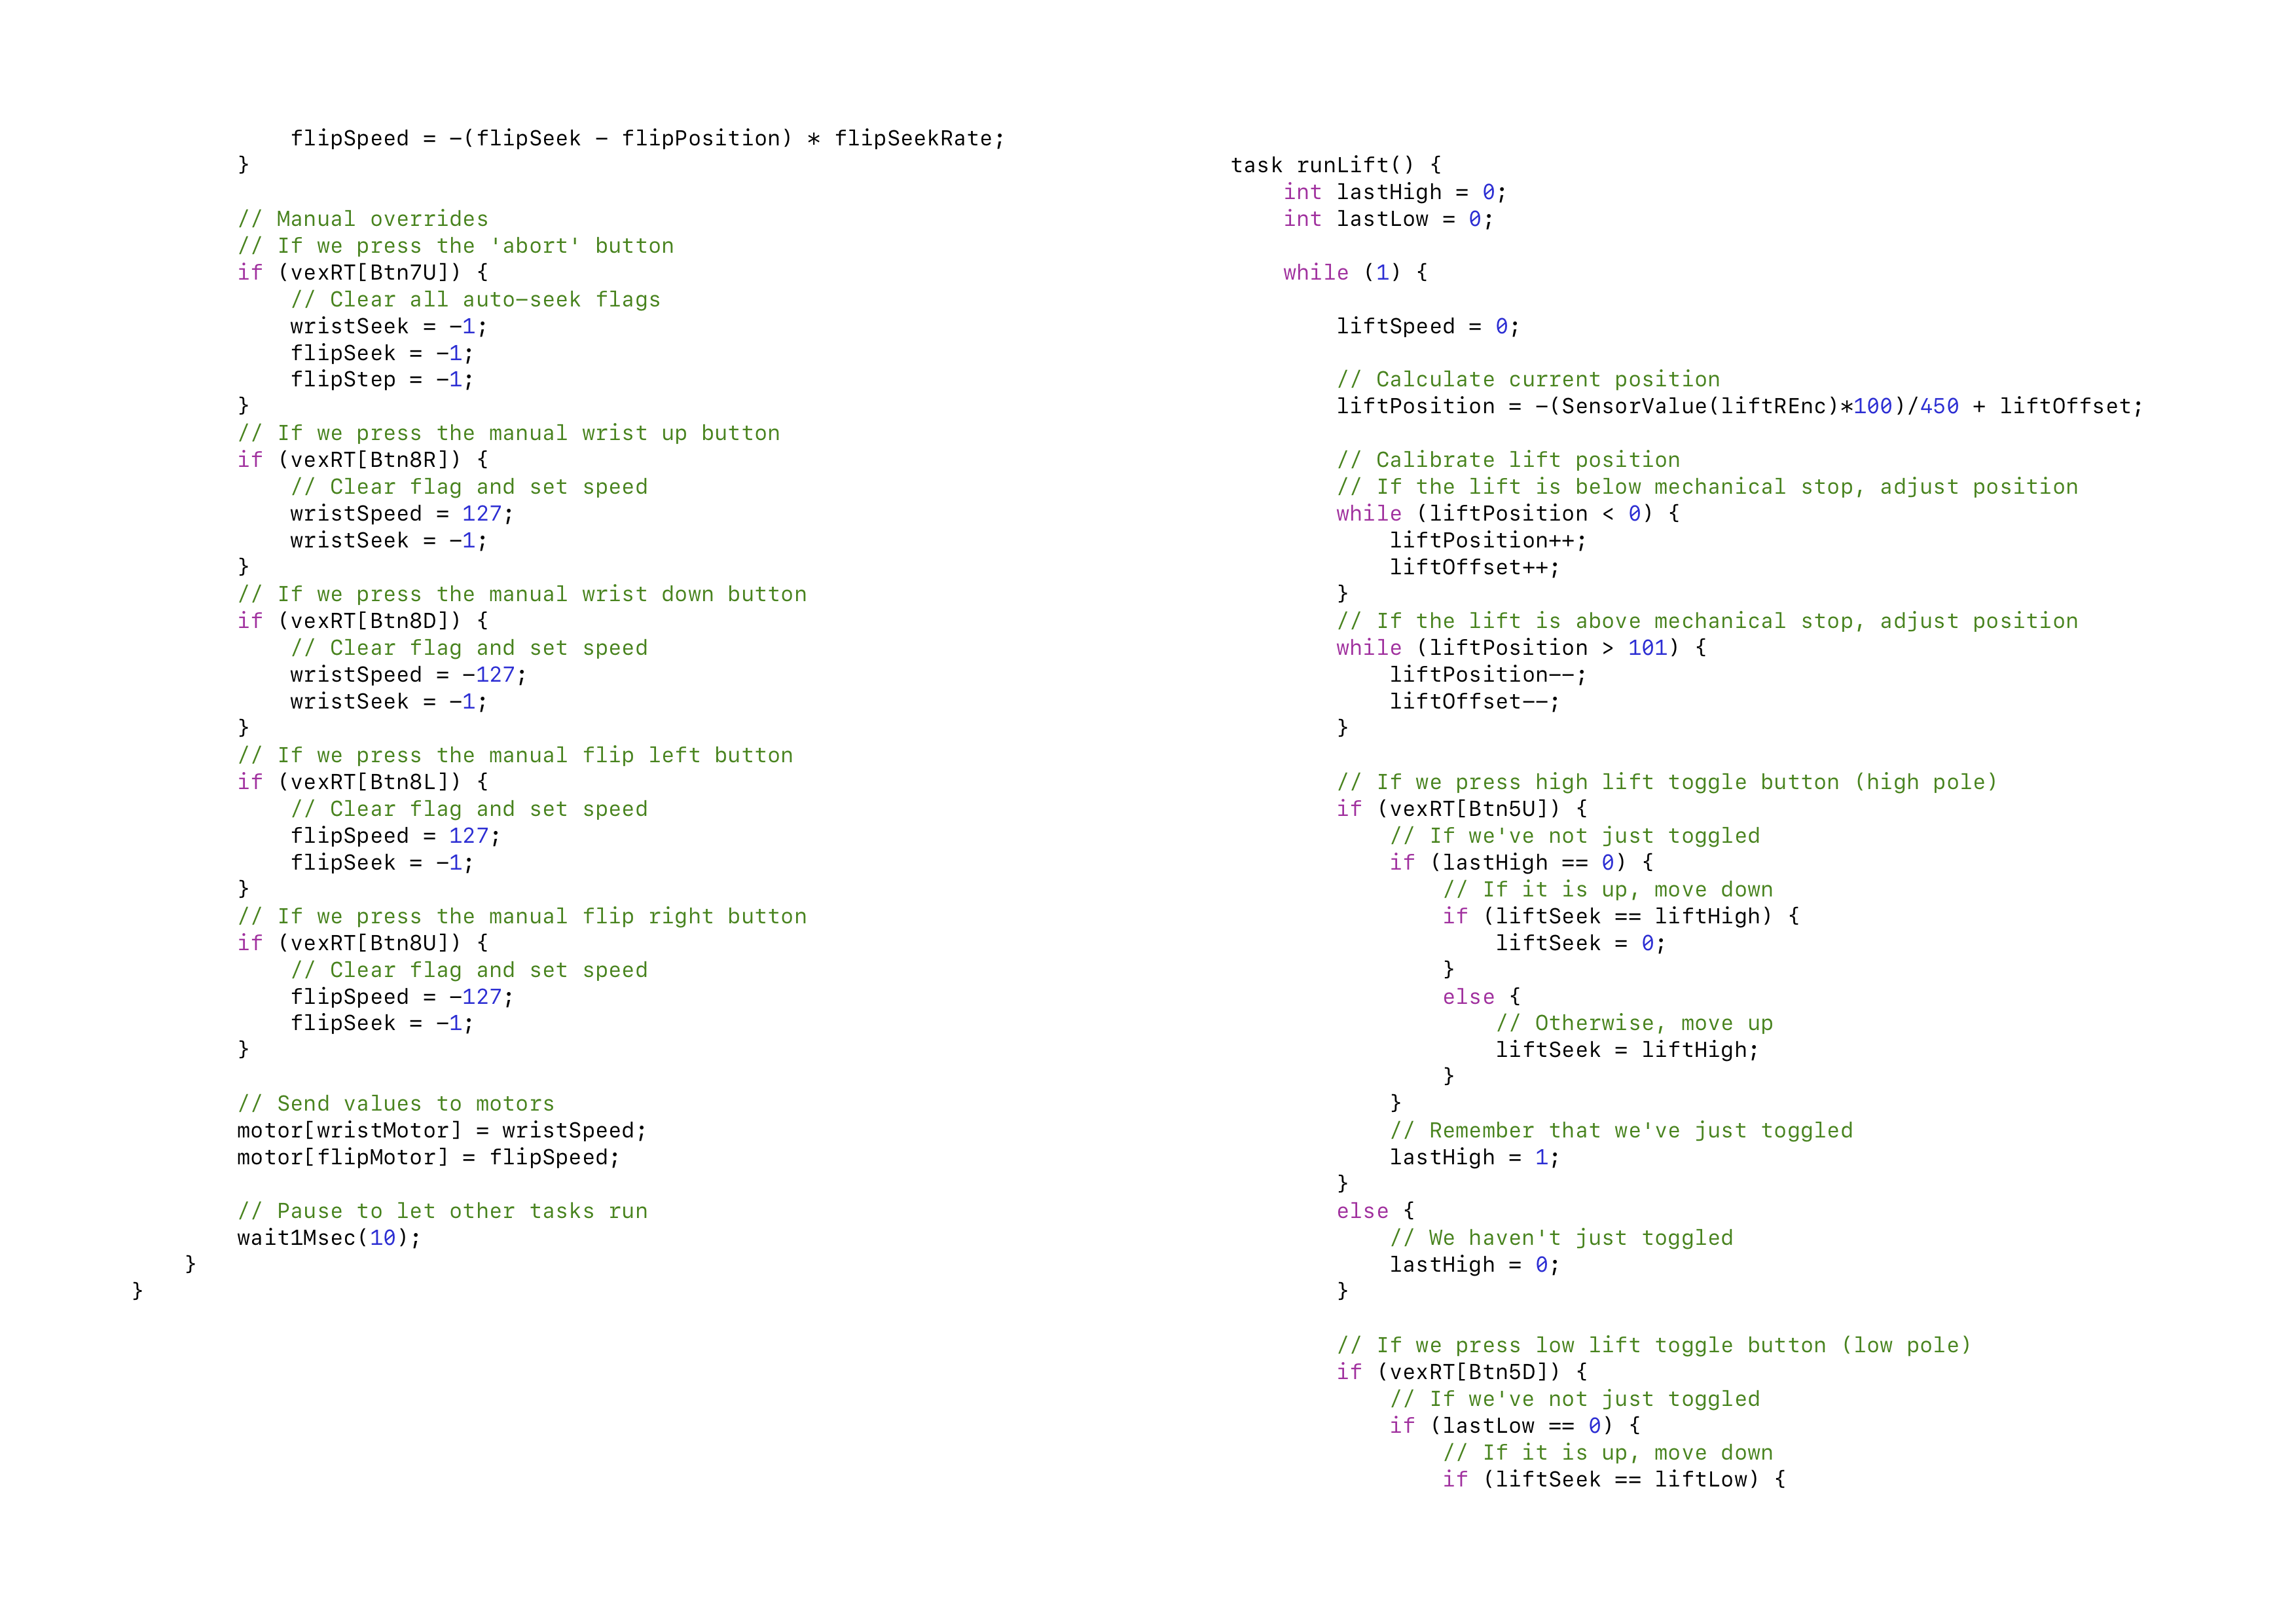 flipSpeed = -(flipSeek - flipPosition) * flipSeekRate;
        }

        // Manual overrides
        // If we press the 'abort' button
        if (vexRT[Btn7U]) {
            // Clear all auto-seek flags
            wristSeek = -1;
            flipSeek = -1;
            flipStep = -1;
        }
        // If we press the manual wrist up button
        if (vexRT[Btn8R]) {
            // Clear flag and set speed
            wristSpeed = 127;
            wristSeek = -1;
        }
        // If we press the manual wrist down button
        if (vexRT[Btn8D]) {
            // Clear flag and set speed
            wristSpeed = -127;
            wristSeek = -1;
        }
        // If we press the manual flip left button
        if (vexRT[Btn8L]) {
            // Clear flag and set speed
            flipSpeed = 127;
            flipSeek = -1;
        }
        // If we press the manual flip right button
        if (vexRT[Btn8U]) {
            // Clear flag and set speed
            flipSpeed = -127;
            flipSeek = -1;
        }

        // Send values to motors
        motor[wristMotor] = wristSpeed;
        motor[flipMotor] = flipSpeed;

        // Pause to let other tasks run
        wait1Msec(10);
    }
}

task runLift() {
    int lastHigh = 0;
    int lastLow = 0;

    while (1) {

        liftSpeed = 0;

        // Calculate current position
        liftPosition = -(SensorValue(liftREnc)*100)/450 + liftOffset;

        // Calibrate lift position
        // If the lift is below mechanical stop, adjust position
        while (liftPosition < 0) {
            liftPosition++;
            liftOffset++;
        }
        // If the lift is above mechanical stop, adjust position
        while (liftPosition > 101) {
            liftPosition--;
            liftOffset--;
        }

        // If we press high lift toggle button (high pole)
        if (vexRT[Btn5U]) {
            // If we've not just toggled
            if (lastHigh == 0) {
                // If it is up, move down
                if (liftSeek == liftHigh) {
                    liftSeek = 0;
                }
                else {
                    // Otherwise, move up
                    liftSeek = liftHigh;
                }
            }
            // Remember that we've just toggled
            lastHigh = 1;
        }
        else {
            // We haven't just toggled
            lastHigh = 0;
        }

        // If we press low lift toggle button (low pole)
        if (vexRT[Btn5D]) {
            // If we've not just toggled
            if (lastLow == 0) {
                // If it is up, move down
                if (liftSeek == liftLow) {